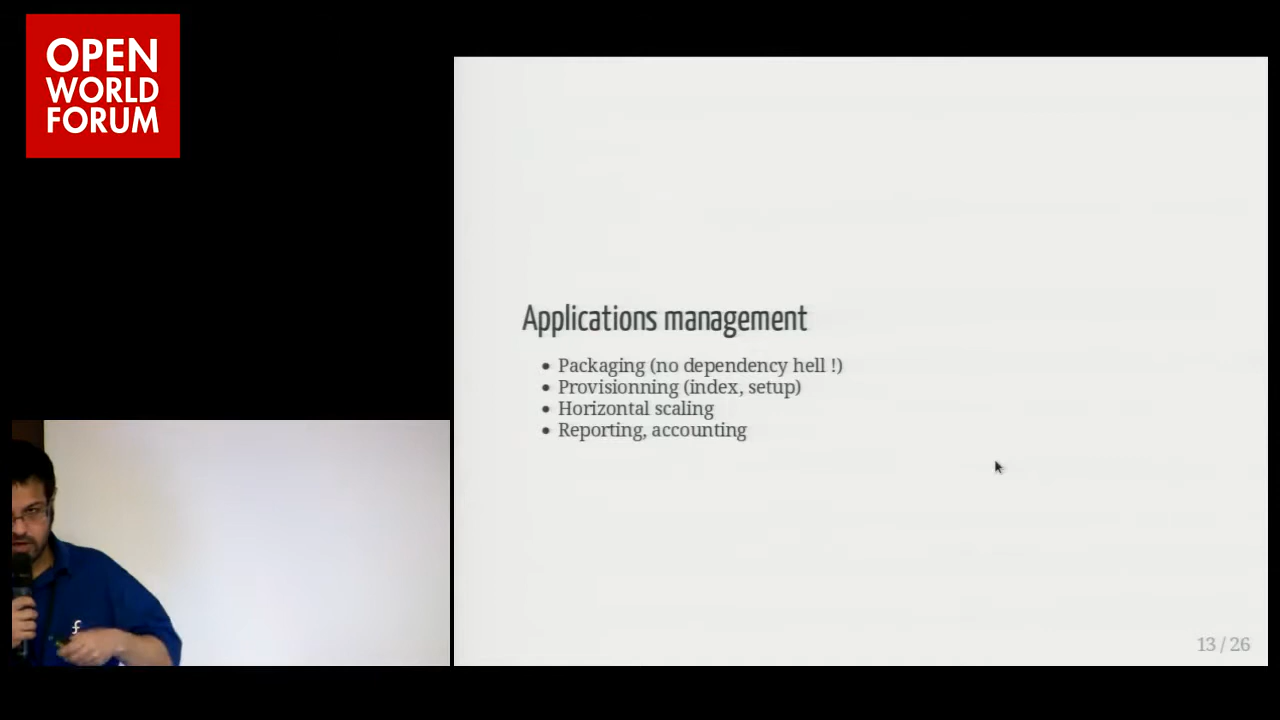 OPEN
WORLD
FORUM
Applications management
Packaging (no dependency hell !)
Provisionning (index, setup)
Horizontal scaling
Reporting, accounting
f
13 / 26